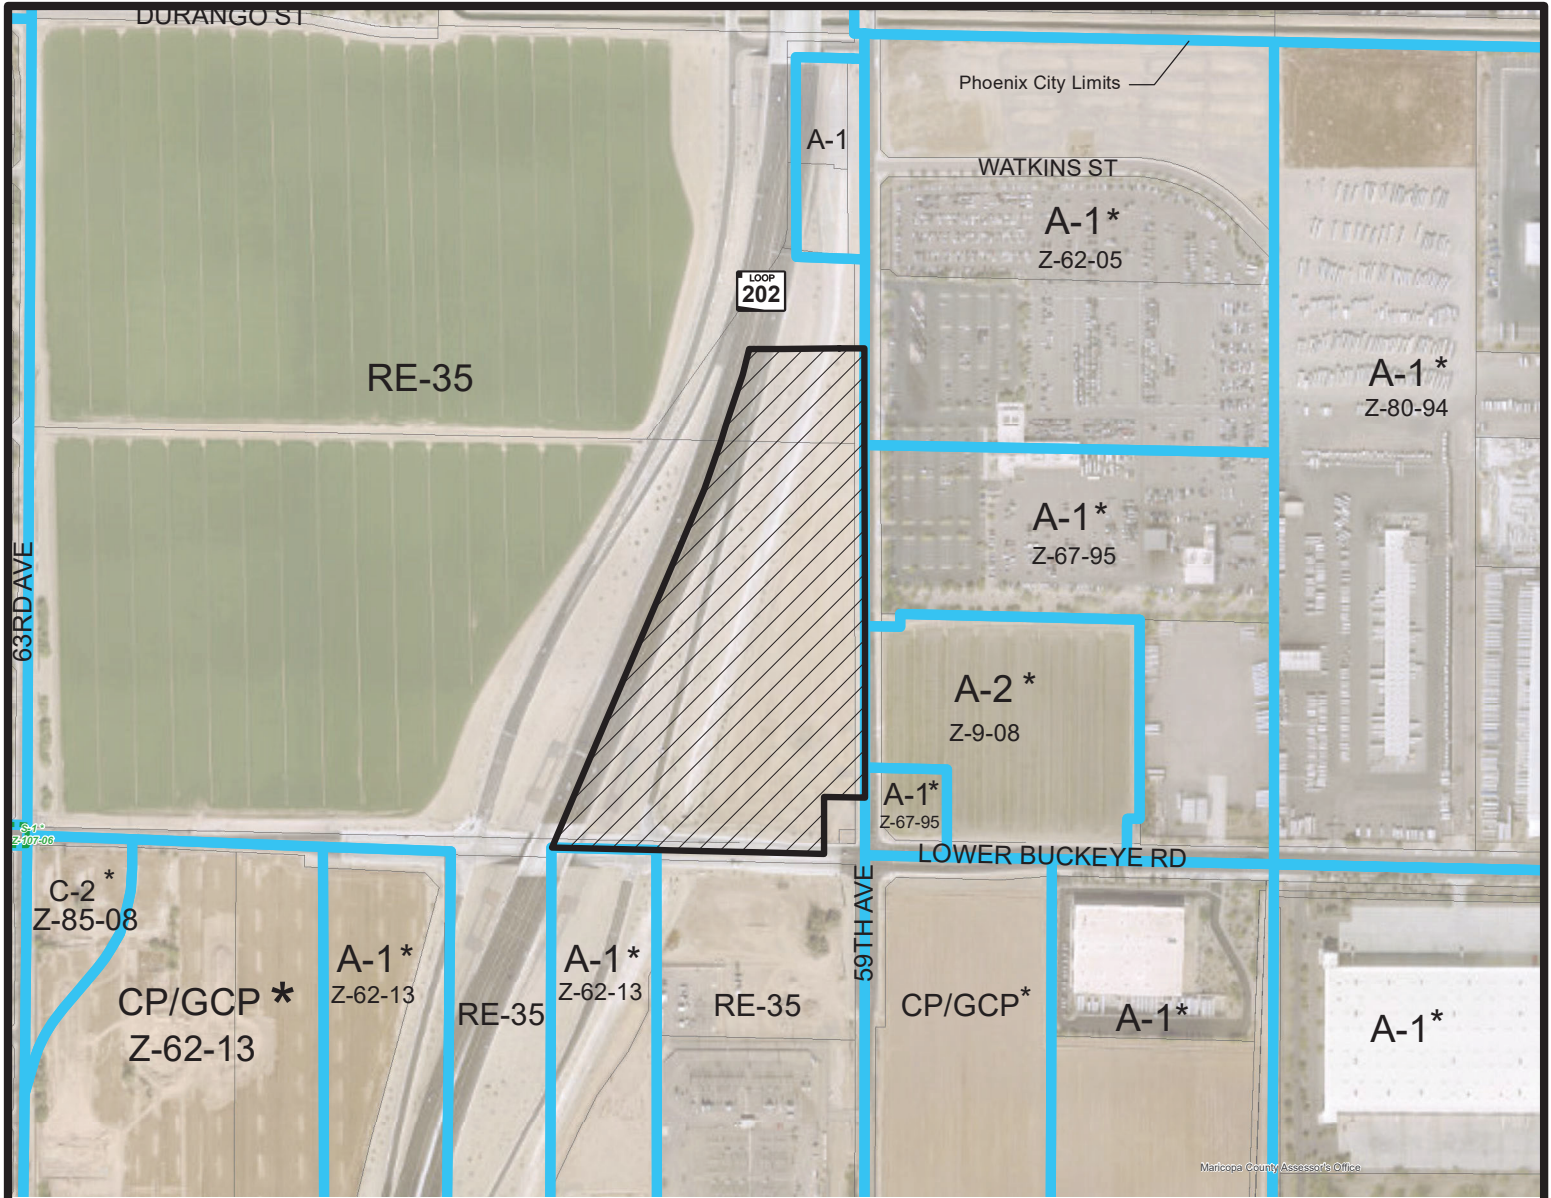 DURANGO ST
Phoenix City Limits
A-1
WATKINS ST
A-1*
Z-62-05
LOOP
202
RE-35
A-1*
Z-80-94
A-1*
Z-67-95
63RD AVE
A-2 *
Z-9-08
A-1*
Z-67-95
S-1*
Z-107-06
LOWER BUCKEYE RD
C-2 *
Z-85-08
59TH AVE
A-1*
Z-62-13
A-1*
Z-62-13
CP/GCP *
Z-62-13
RE-35
RE-35
CP/GCP*
A-1*
A-1*
Maricopa County Assessor's Office